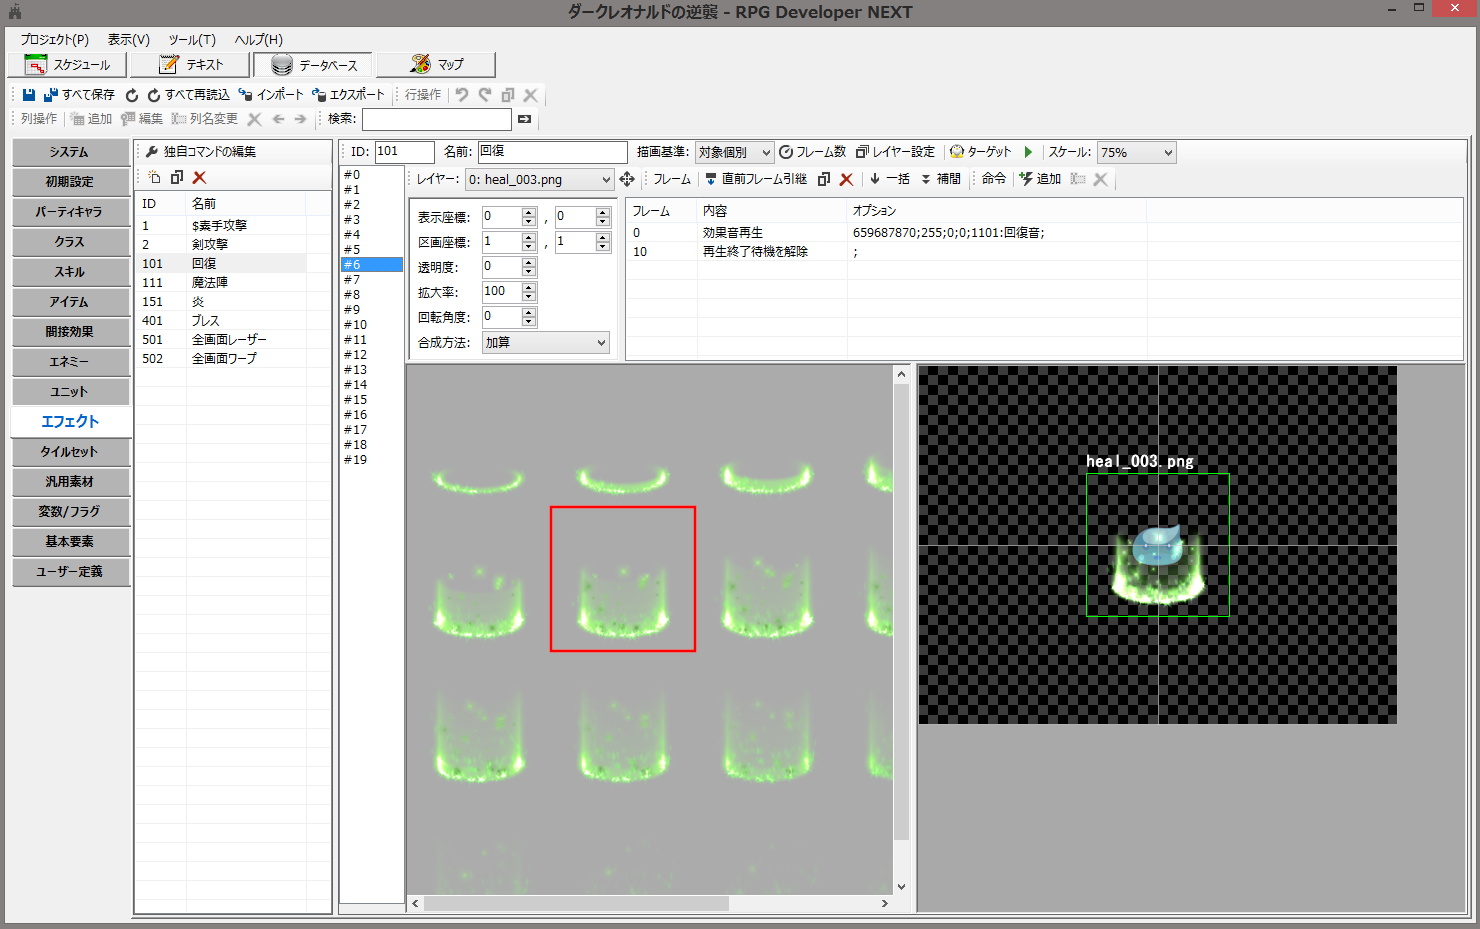 ダークレオナルドの逆襲 - RPG Developer NEXT
プロジェクト(P) 表示(V) ツール(T) ヘルプ(H)
スケジュール テキスト データベース マップ
すべて保存 すべて再読込 インポート エクスポート 行操作
列操作 追加 編集 列名変更 検索:
システム
初期設定
パーティキャラ
クラス
スキル
アイテム
間接効果
エネミー
ユニット
エフェクト
タイルセット
汎用素材
変数/フラグ
基本要素
ユーザー定義
独自コマンドの編集
ID 名前
1 $素手攻撃
2 剣攻撃
101 回復
111 魔法陣
151 炎
401 ブレス
501 全画面レーザー
502 全画面ワープ
ID: 101 名前: 回復 描画基準: 対象個別 フレーム数 レイヤー設定 ターゲット スケール: 75%
#0
#1
#2
#3
#4
#5
#6
#7
#8
#9
#10
#11
#12
#13
#14
#15
#16
#17
#18
#19
レイヤー: 0: heal_003.png フレーム 直前フレーム引継 一括 補間 命令 追加
表示座標: 0 , 0
区画座標: 1 , 1
透明度: 0
拡大率: 100
回転角度: 0
合成方法: 加算
フレーム 内容 オプション
0 効果音再生 659687870;255;0;0;1101:回復音;
10 再生終了待機を解除 ;
heal_003.png